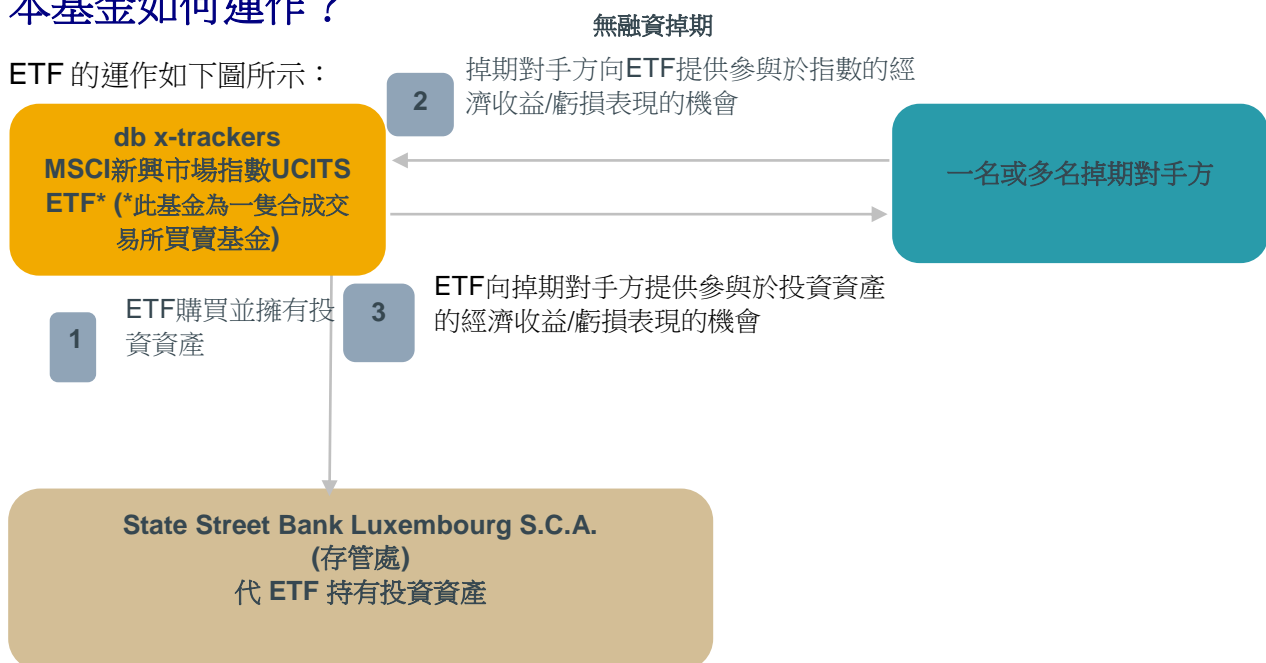 本基金如何運作？
無融資掉期
ETF 的運作如下圖所示：
2
掉期對手方向ETF提供參與於指數的經
濟收益/虧損表現的機會
db x-trackers
MSCI新興市場指數UCITS
ETF* (*此基金為一隻合成交
易所買賣基金)
一名或多名掉期對手方
1
ETF購買並擁有投
資資產
3
ETF向掉期對手方提供參與於投資資產
的經濟收益/虧損表現的機會
State Street Bank Luxembourg S.C.A.
(存管處)
代 ETF 持有投資資產